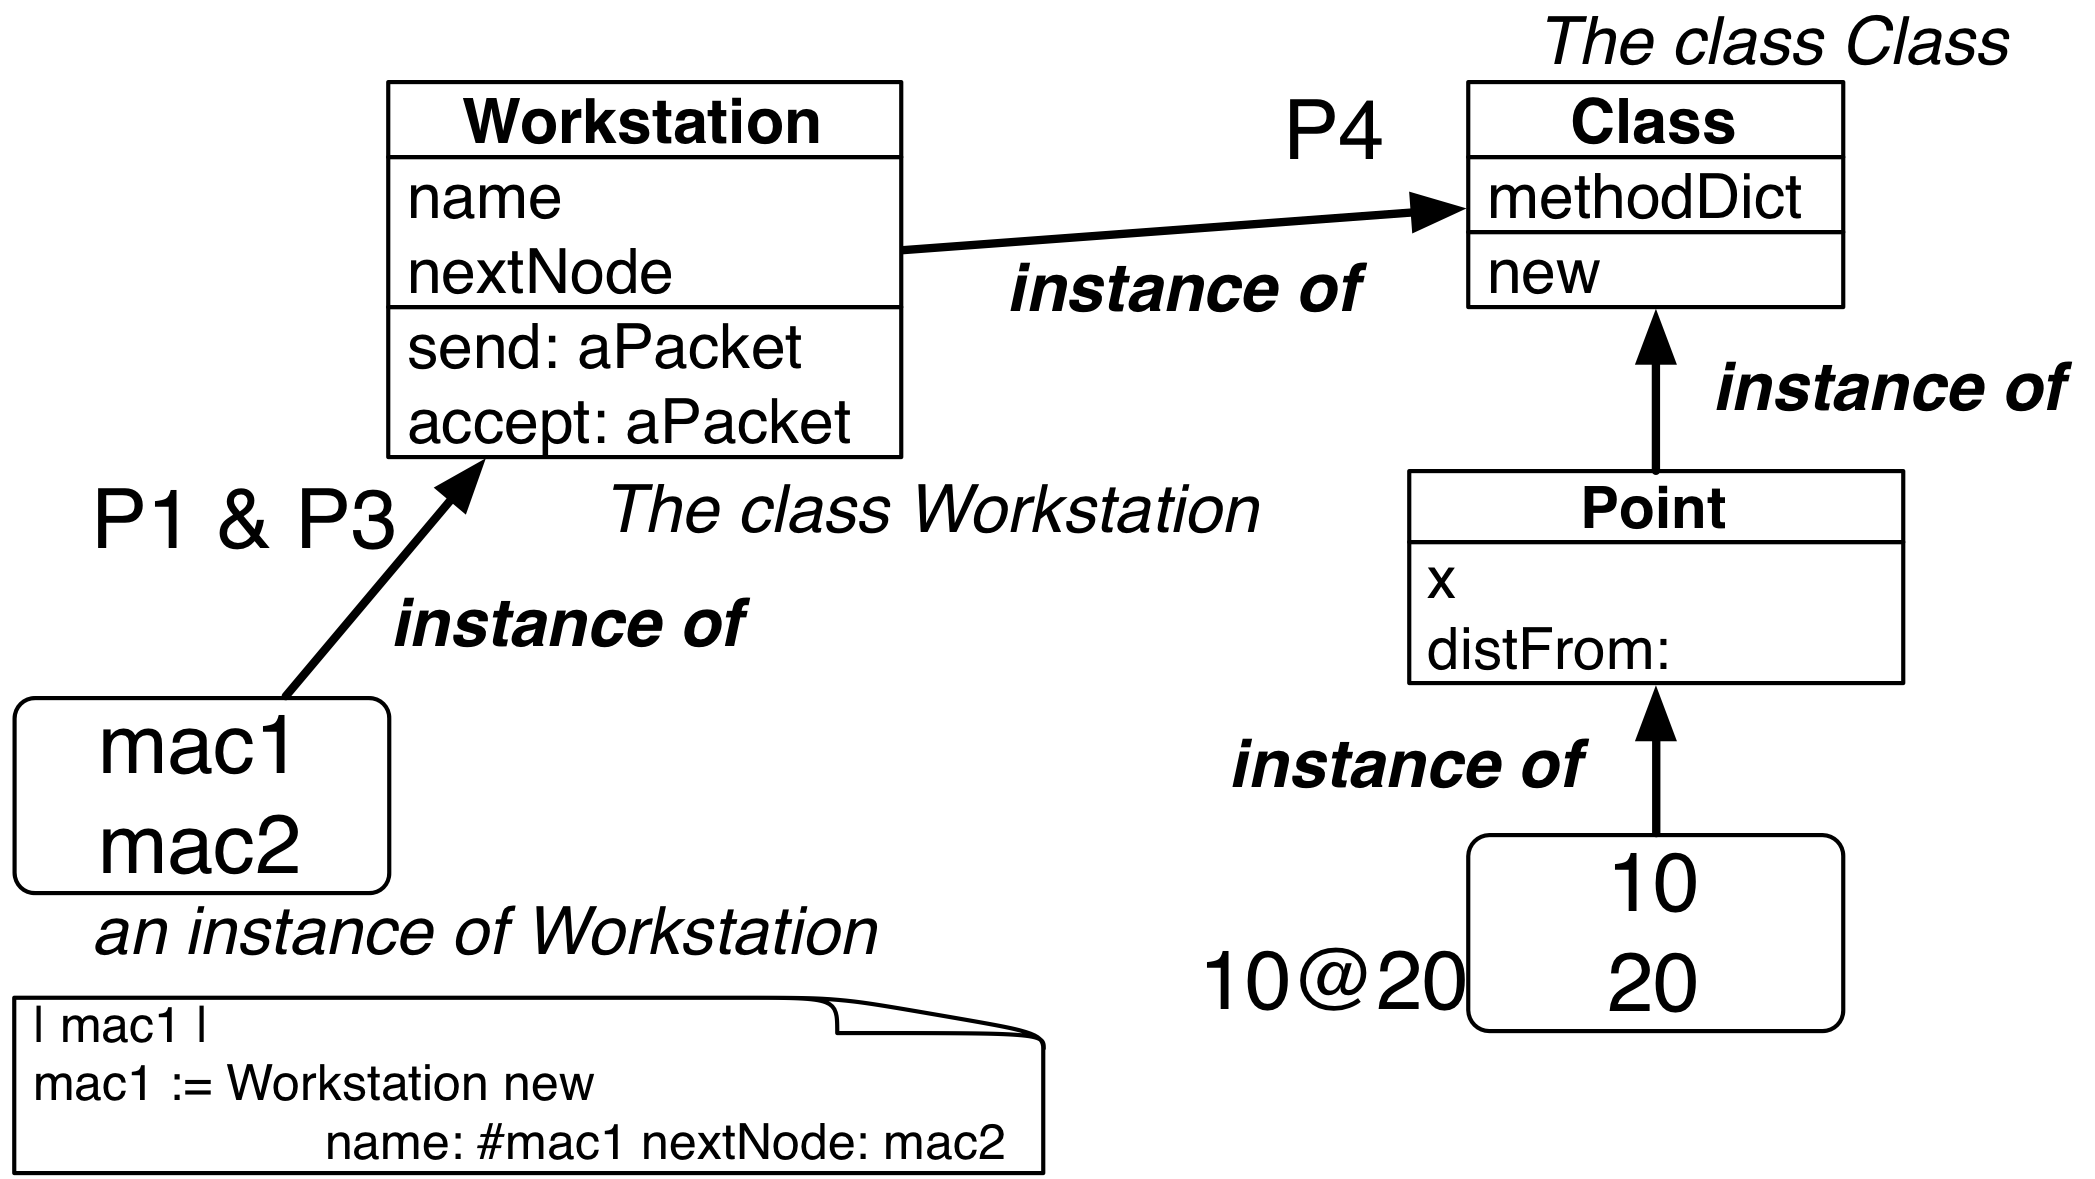 The class Class
Workstation
name
nextNode
send: aPacket
accept: aPacket
P4
instance of
Class
methodDict
new
instance of
P1 & P3
The class Workstation
instance of
Point
x
distFrom:
mac1
mac2
an instance of Workstation
instance of
10@20
10
20
| mac1 |
mac1 := Workstation new
name: #mac1 nextNode: mac2